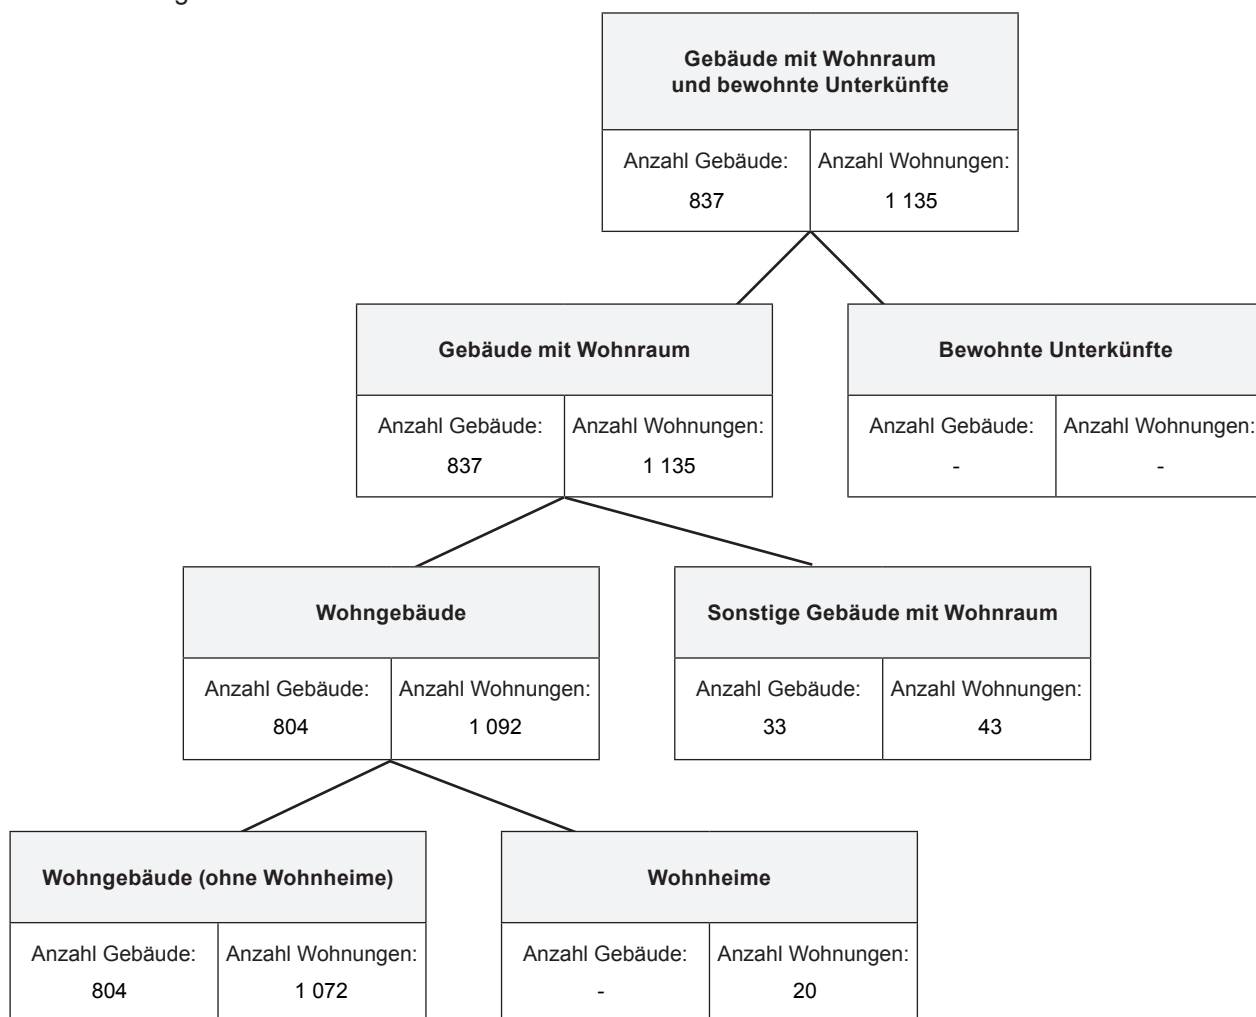 Gebäude mit Wohnraum
und bewohnte Unterkünfte
Anzahl Gebäude: Anzahl Wohnungen:
837 1 135
Gebäude mit Wohnraum
Bewohnte Unterkünfte
Anzahl Gebäude: Anzahl Wohnungen:
837 1 135
Anzahl Gebäude: Anzahl Wohnungen:
- -
Wohngebäude
Sonstige Gebäude mit Wohnraum
Anzahl Gebäude: Anzahl Wohnungen:
804 1 092
Anzahl Gebäude: Anzahl Wohnungen:
33 43
Wohngebäude (ohne Wohnheime)
Wohnheime
Anzahl Gebäude: Anzahl Wohnungen:
804 1 072
Anzahl Gebäude: Anzahl Wohnungen:
- 20